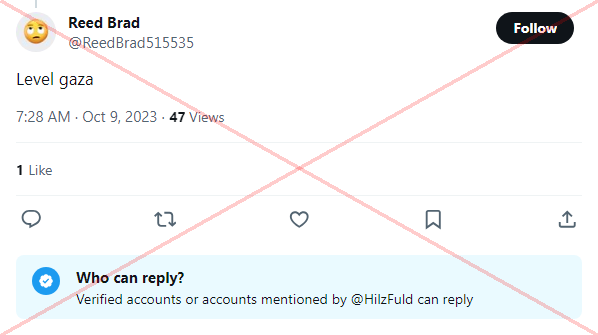 Reed Brad
@ReedBrad515535
Follow
Level gaza
7:28 AM · Oct 9, 2023 · 47 Views
1 Like
Who can reply?
Verified accounts or accounts mentioned by @HilzFuld can reply